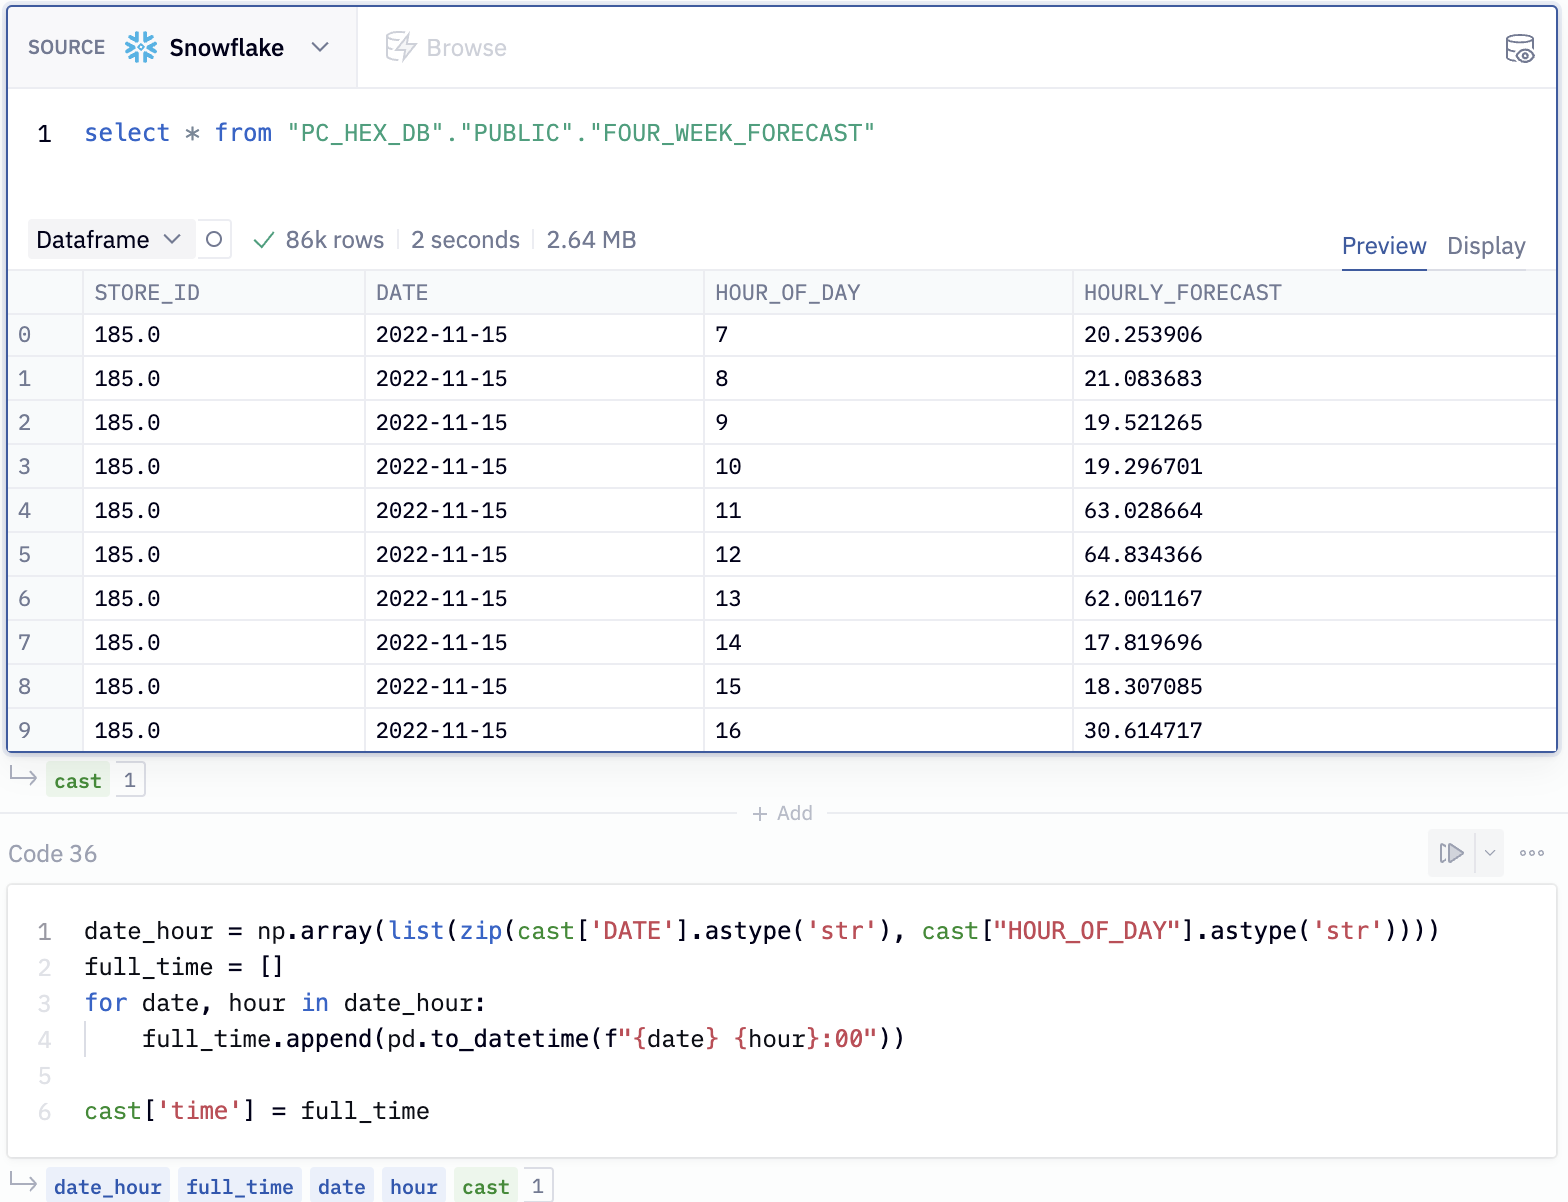 SOURCE Snowflake Browse
1 select * from "PC_HEX_DB"."PUBLIC"."FOUR_WEEK_FORECAST"
Dataframe 86k rows 2 seconds 2.64 MB Preview Display
STORE_ID DATE HOUR_OF_DAY HOURLY_FORECAST
0 185.0 2022-11-15 7 20.253906
1 185.0 2022-11-15 8 21.083683
2 185.0 2022-11-15 9 19.521265
3 185.0 2022-11-15 10 19.296701
4 185.0 2022-11-15 11 63.028664
5 185.0 2022-11-15 12 64.834366
6 185.0 2022-11-15 13 62.001167
7 185.0 2022-11-15 14 17.819696
8 185.0 2022-11-15 15 18.307085
9 185.0 2022-11-15 16 30.614717
cast 1
+ Add
Code 36
1 date_hour = np.array(list(zip(cast['DATE'].astype('str'), cast["HOUR_OF_DAY"].astype('str'))))
2 full_time = []
3 for date, hour in date_hour:
4     full_time.append(pd.to_datetime(f"{date} {hour}:00"))
5
6 cast['time'] = full_time
date_hour full_time date hour cast 1